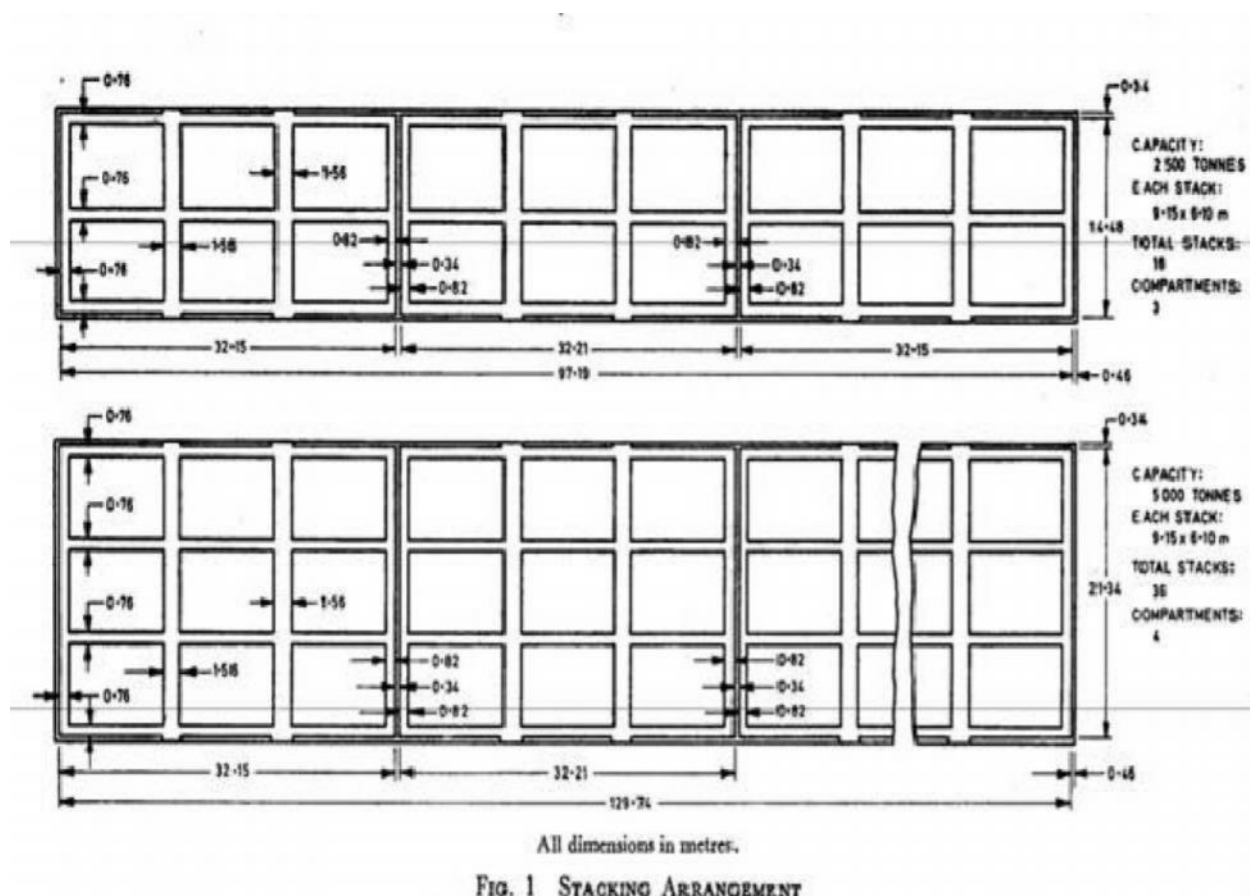 0·76
0·34
CAPACITY:
2 500 TONNES
EACH STACK:
9·15 x 6·10 m
TOTAL STACKS:
18
COMPARTMENTS:
3
0·76
1·56
14·48
1·56
0·82
0·82
0·76
0·34
0·34
0·82
0·82
32·15
32·21
32·15
97·19
0·46
0·76
0·34
CAPACITY:
5 000 TONNES
EACH STACK:
9·15 x 6·10 m
TOTAL STACKS:
36
COMPARTMENTS:
4
0·76
0·76
1·56
21·34
1·56
0·82
0·82
0·76
0·34
0·34
0·82
0·82
32·15
32·21
0·46
129·74
All dimensions in metres.
FIG. 1 STACKING ARRANGEMENT